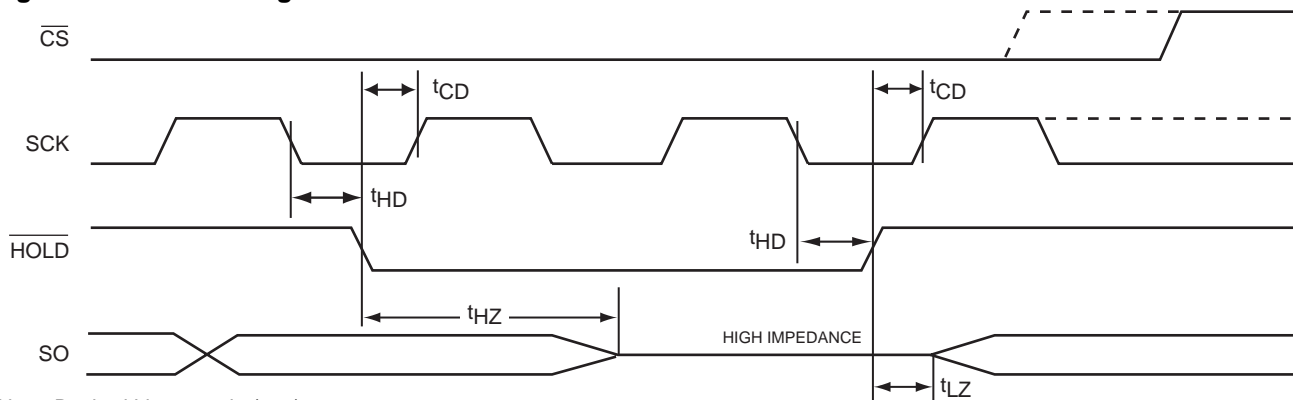 CS
tCD
tCD
SCK
tHD
HOLD
tHD
tHZ
HIGH IMPEDANCE
SO
tLZ